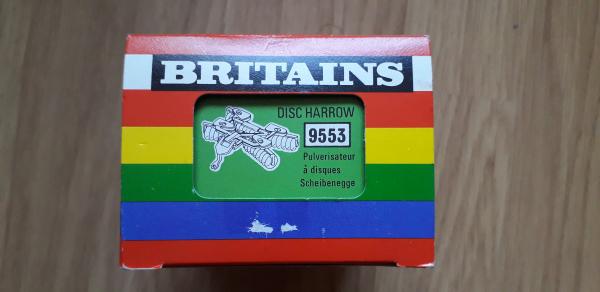 BRITAINS
DISC HARROW
9553
Pulverisateur
à disques
Scheibenegge